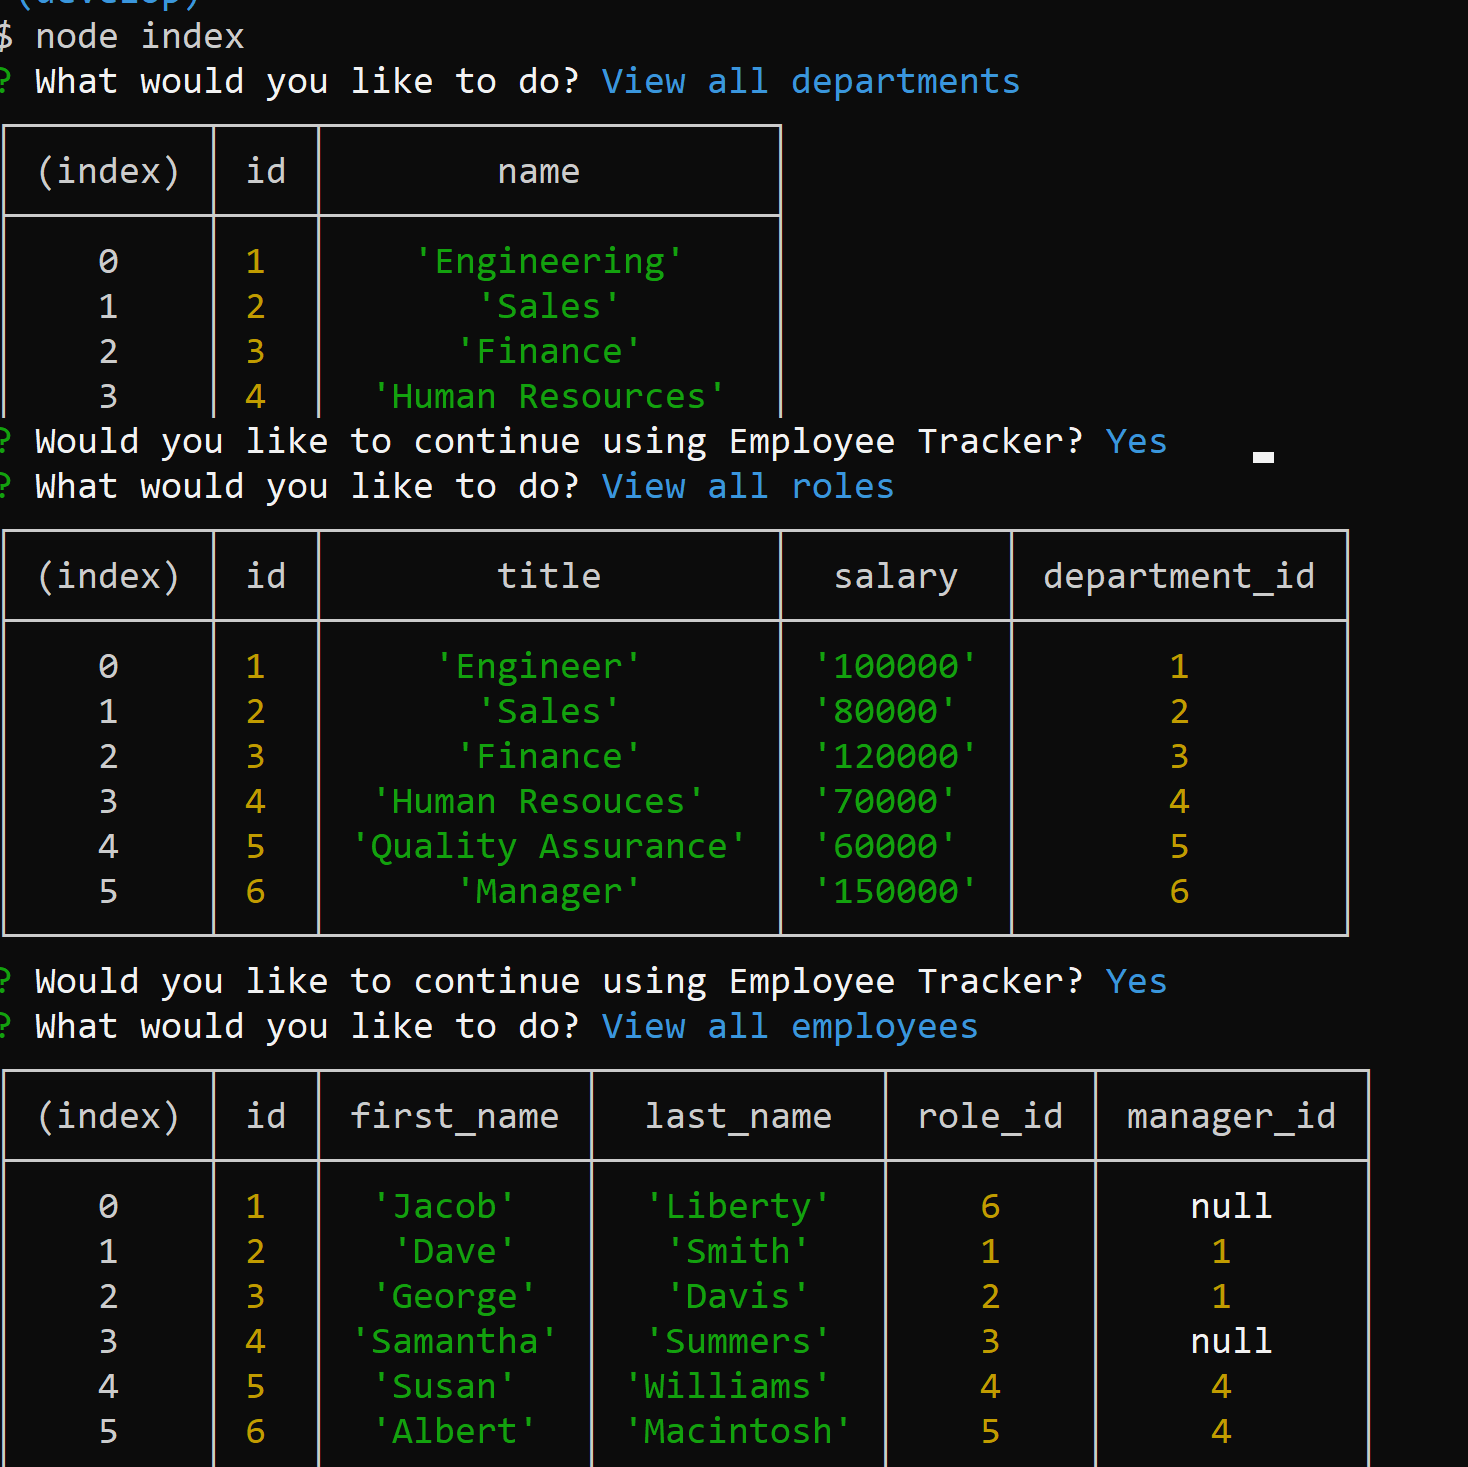 (develop)
$ node index
? What would you like to do? View all departments
(index) id name
0 1 'Engineering'
1 2 'Sales'
2 3 'Finance'
3 4 'Human Resources'
? Would you like to continue using Employee Tracker? Yes
? What would you like to do? View all roles
(index) id title salary department_id
0 1 'Engineer' '100000' 1
1 2 'Sales' '80000' 2
2 3 'Finance' '120000' 3
3 4 'Human Resouces' '70000' 4
4 5 'Quality Assurance' '60000' 5
5 6 'Manager' '150000' 6
? Would you like to continue using Employee Tracker? Yes
? What would you like to do? View all employees
(index) id first_name last_name role_id manager_id
0 1 'Jacob' 'Liberty' 6 null
1 2 'Dave' 'Smith' 1 1
2 3 'George' 'Davis' 2 1
3 4 'Samantha' 'Summers' 3 null
4 5 'Susan' 'Williams' 4 4
5 6 'Albert' 'Macintosh' 5 4